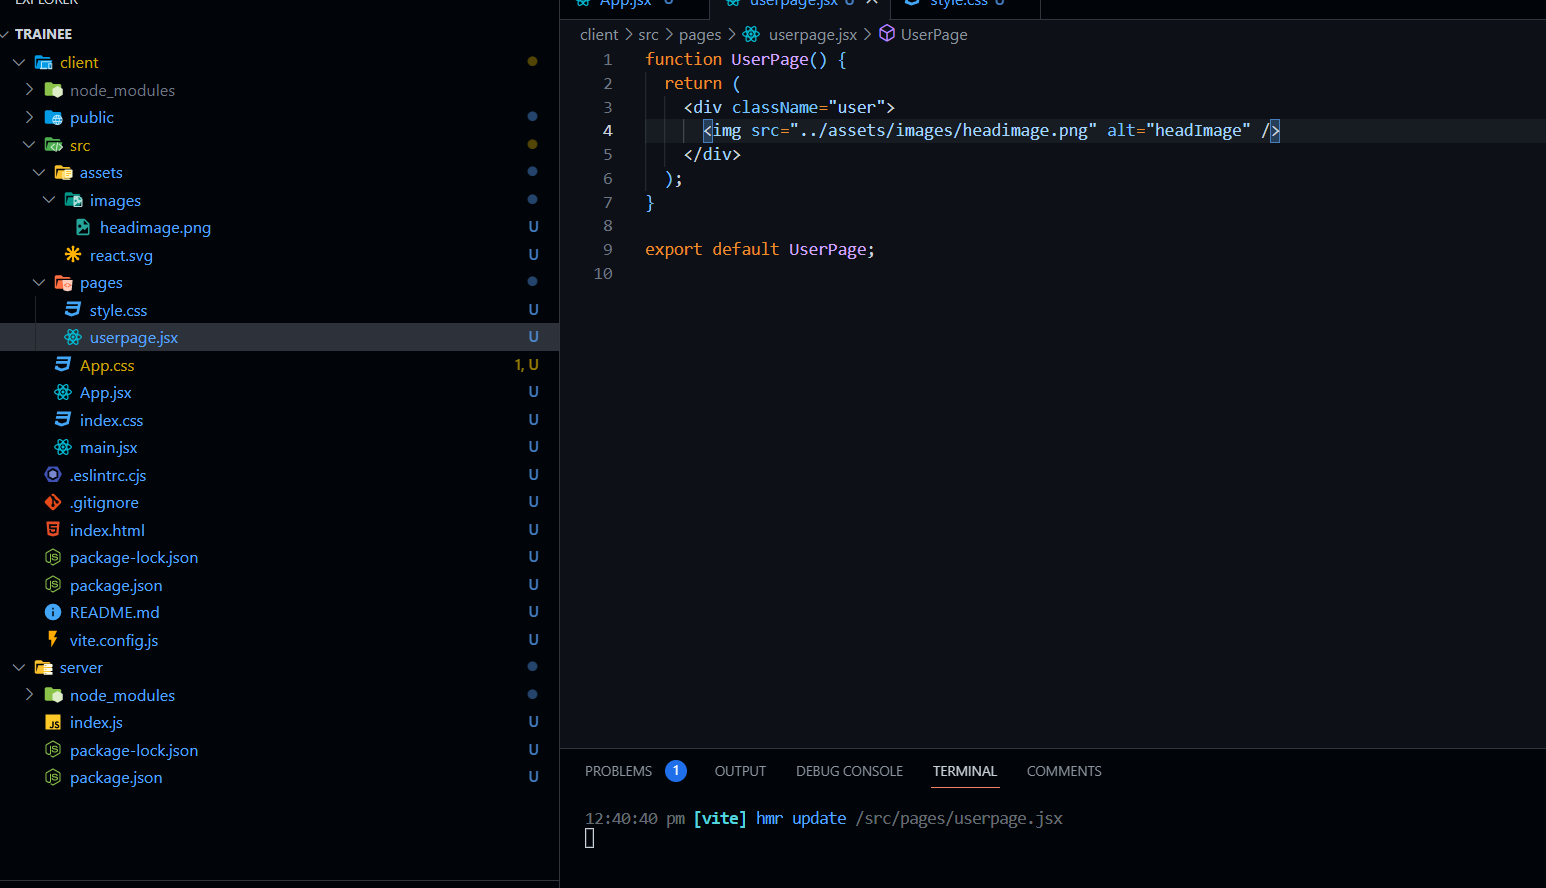 EXPLORER
TRAINEE
client
node_modules
public
src
assets
images
headimage.png U
react.svg U
pages
style.css U
userpage.jsx U
App.css 1, U
App.jsx U
index.css U
main.jsx U
.eslintrc.cjs U
.gitignore U
index.html U
package-lock.json U
package.json U
README.md U
vite.config.js U
server
node_modules
index.js U
package-lock.json U
package.json U
App.jsx U userpage.jsx U style.css U
client > src > pages > userpage.jsx > UserPage
1 function UserPage() {
2 return (
3 <div className="user">
4 <img src="../assets/images/headimage.png" alt="headImage" />
5 </div>
6 );
7 }
8
9 export default UserPage;
10
PROBLEMS 1 OUTPUT DEBUG CONSOLE TERMINAL COMMENTS
12:40:40 pm [vite] hmr update /src/pages/userpage.jsx